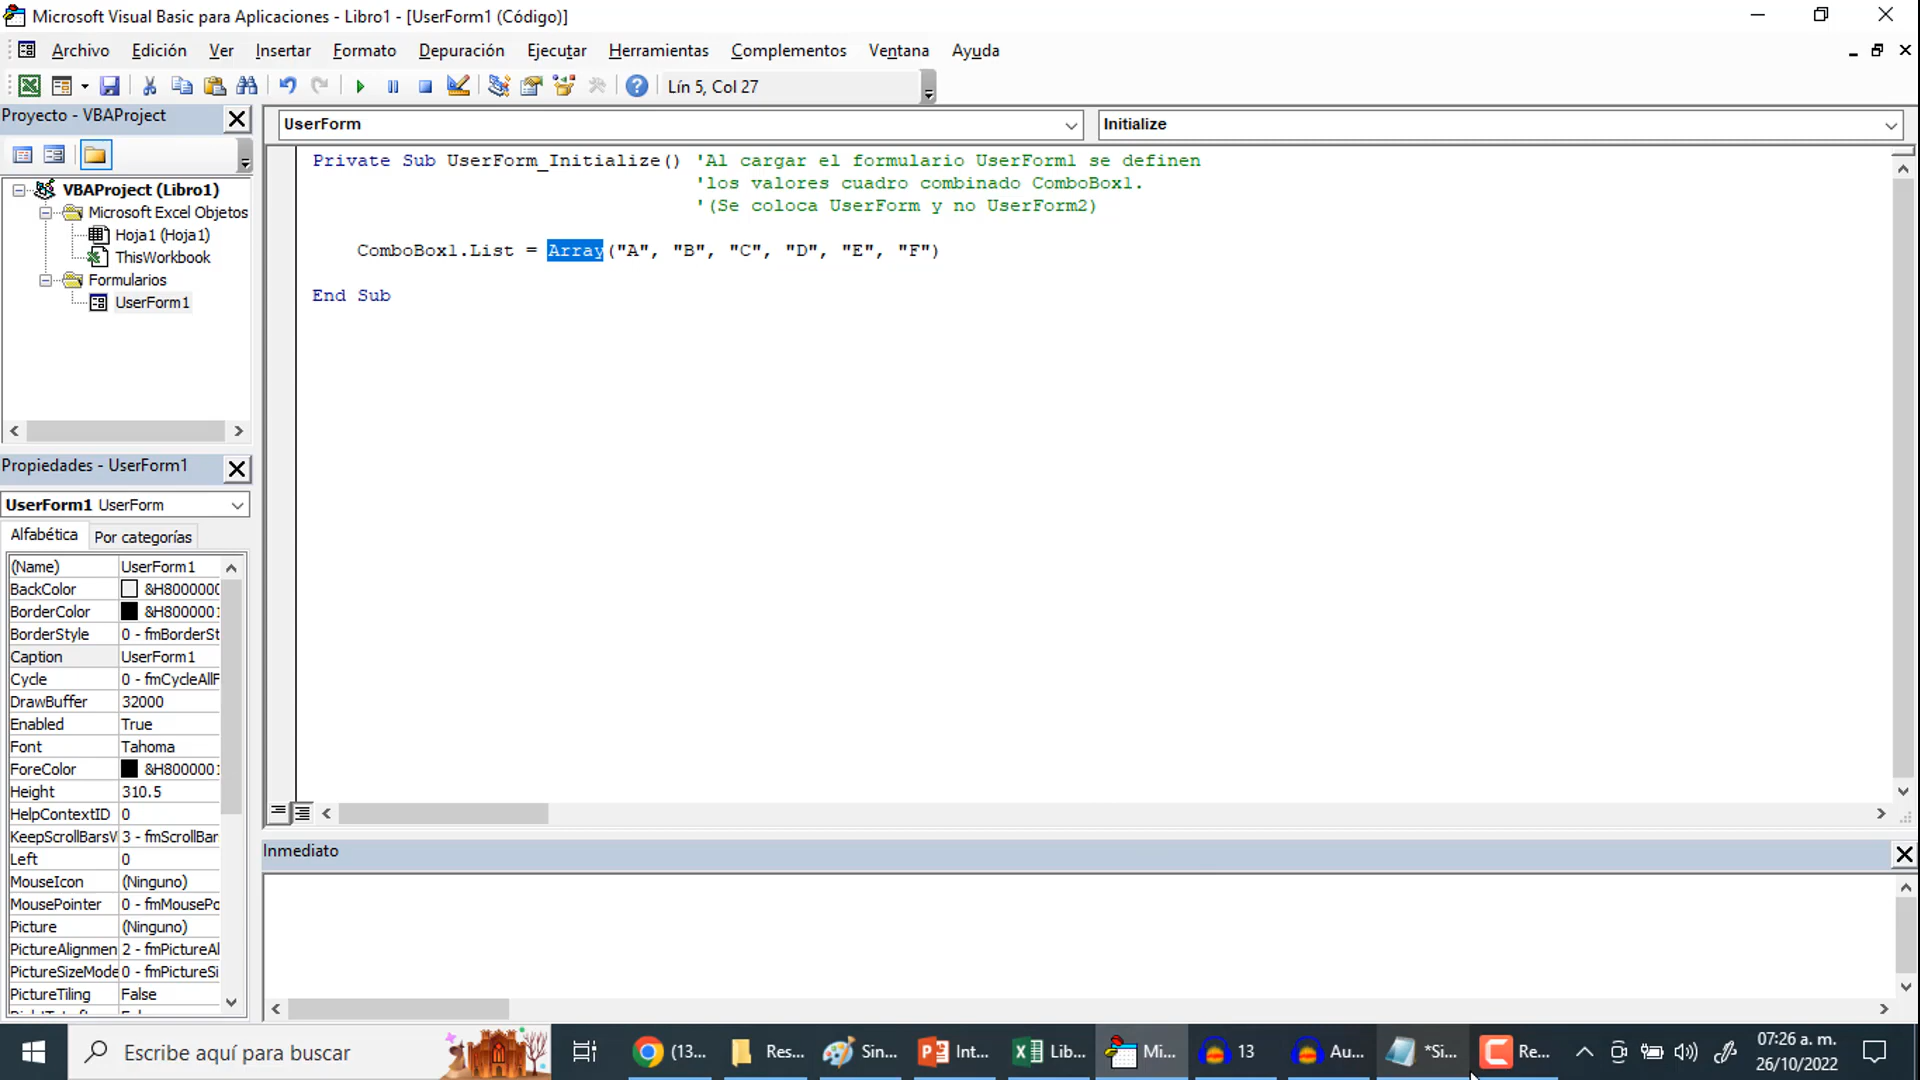 Microsoft Visual Basic para Aplicaciones - Libro1 - [UserForm1 (Código)]
Archivo Edición Ver Insertar Formato Depuración Ejecutar Herramientas Complementos Ventana Ayuda
Lín 5, Col 27
Proyecto - VBAProject
VBAProject (Libro1)
Microsoft Excel Objetos
Hoja1 (Hoja1)
ThisWorkbook
Formularios
UserForm1
UserForm
Initialize
Private Sub UserForm_Initialize() 'Al cargar el formulario UserForm1 se definen
'los valores cuadro combinado ComboBox1.
'(Se coloca UserForm y no UserForm2)
ComboBox1.List = Array("A", "B", "C", "D", "E", "F")
End Sub
Propiedades - UserForm1
UserForm1 UserForm
Alfabética Por categorías
(Name) UserForm1
BackColor &H8000000
BorderColor &H8000001
BorderStyle 0 - fmBorderSt
Caption UserForm1
Cycle 0 - fmCycleAllF
DrawBuffer 32000
Enabled True
Font Tahoma
ForeColor &H8000001
Height 310.5
HelpContextID 0
KeepScrollBarsV 3 - fmScrollBar
Left 0
MouseIcon (Ninguno)
MousePointer 0 - fmMousePo
Picture (Ninguno)
PictureAlignmen 2 - fmPictureAl
PictureSizeMode 0 - fmPictureSi
PictureTiling False
Inmediato
Escribe aquí para buscar
(13... Res... Sin... Int... Lib... Mi... 13 Au... *Si... Re...
07:26 a. m.
26/10/2022